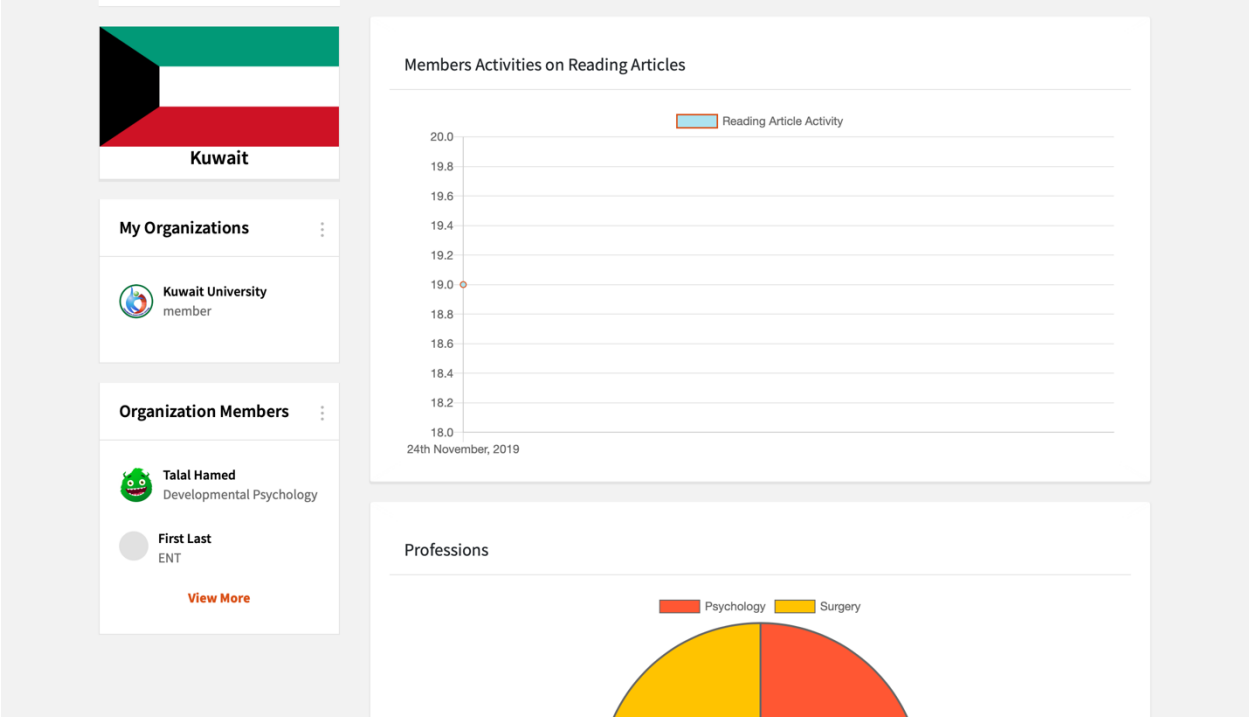 Kuwait
My Organizations
Kuwait University
member
Organization Members
Talal Hamed
Developmental Psychology
First Last
ENT
View More
Members Activities on Reading Articles
Reading Article Activity
20.0
19.8
19.6
19.4
19.2
19.0
18.8
18.6
18.4
18.2
18.0
24th November, 2019
Professions
Psychology Surgery